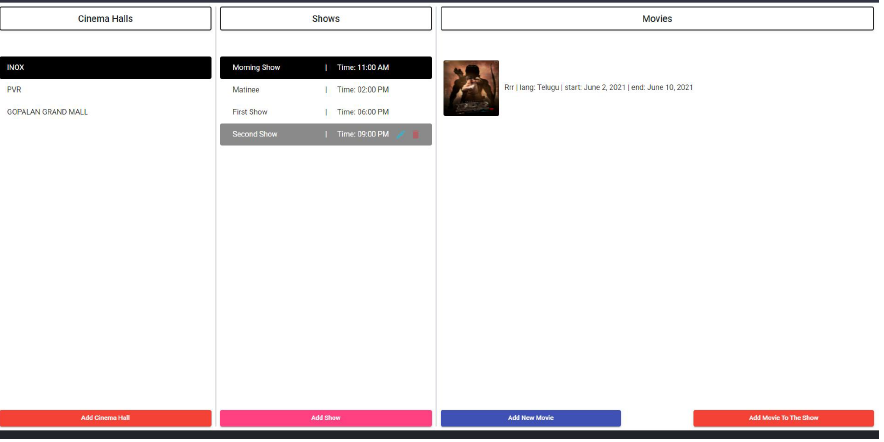 Cinema Halls
INOX
PVR
GOPALAN GRAND MALL
Add Cinema Hall
Shows
Morning Show | Time: 11:00 AM
Matinee | Time: 02:00 PM
First Show | Time: 06:00 PM
Second Show | Time: 09:00 PM
Add Show
Movies
Rrr | lang: Telugu | start: June 2, 2021 | end: June 10, 2021
Add New Movie
Add Movie To The Show